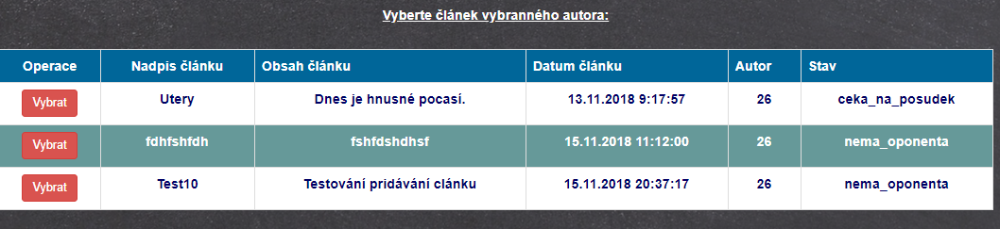 Vyberte článek vybranného autora:
Operace Nadpis článku Obsah článku Datum článku Autor Stav
Vybrat Utery Dnes je hnusné pocasí. 13.11.2018 9:17:57 26 ceka_na_posudek
Vybrat fdhfshfdh fshfdshdhsf 15.11.2018 11:12:00 26 nema_oponenta
Vybrat Test10 Testování pridávání clánku 15.11.2018 20:37:17 26 nema_oponenta